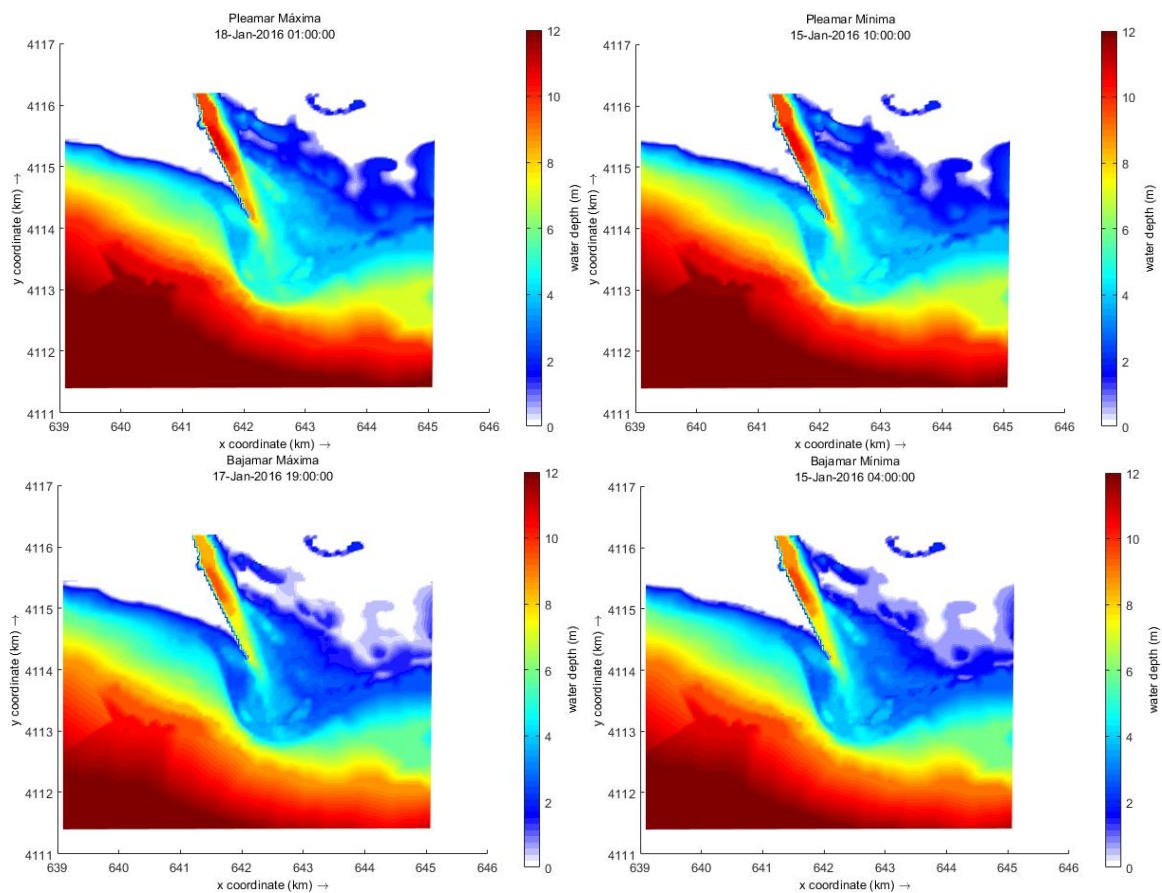 Pleamar Máxima
18-Jan-2016 01:00:00
4117
4116
4115
4114
4113
4112
4111
y coordinate (km) →
639 640 641 642 643 644 645 646
x coordinate (km) →
12
10
8
6
4
2
0
water depth (m)
Pleamar Mínima
15-Jan-2016 10:00:00
4117
4116
4115
4114
4113
4112
4111
y coordinate (km) →
639 640 641 642 643 644 645 646
x coordinate (km) →
12
10
8
6
4
2
0
water depth (m)
Bajamar Máxima
17-Jan-2016 19:00:00
4117
4116
4115
4114
4113
4112
4111
y coordinate (km) →
639 640 641 642 643 644 645 646
x coordinate (km) →
12
10
8
6
4
2
0
water depth (m)
Bajamar Mínima
15-Jan-2016 04:00:00
4117
4116
4115
4114
4113
4112
4111
y coordinate (km) →
639 640 641 642 643 644 645 646
x coordinate (km) →
12
10
8
6
4
2
0
water depth (m)